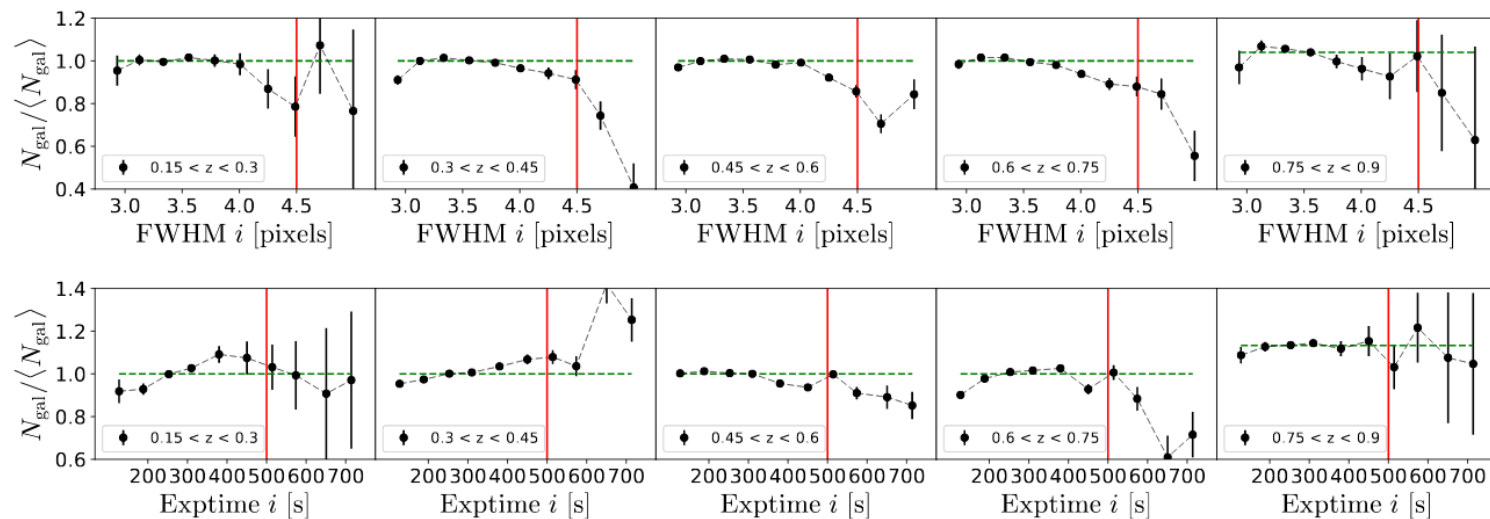 1.2
1.0
0.8
0.6
0.4
N_gal/⟨N_gal⟩
0.15 < z < 0.3
0.3 < z < 0.45
0.45 < z < 0.6
0.6 < z < 0.75
0.75 < z < 0.9
3.0 3.5 4.0 4.5 3.0 3.5 4.0 4.5 3.0 3.5 4.0 4.5 3.0 3.5 4.0 4.5 3.0 3.5 4.0 4.5
FWHM i [pixels] FWHM i [pixels] FWHM i [pixels] FWHM i [pixels] FWHM i [pixels]
1.4
1.2
1.0
0.8
0.6
N_gal/⟨N_gal⟩
0.15 < z < 0.3
0.3 < z < 0.45
0.45 < z < 0.6
0.6 < z < 0.75
0.75 < z < 0.9
200 300 400 500 600 700 200 300 400 500 600 700 200 300 400 500 600 700 200 300 400 500 600 700 200 300 400 500 600 700
Exptime i [s] Exptime i [s] Exptime i [s] Exptime i [s] Exptime i [s]